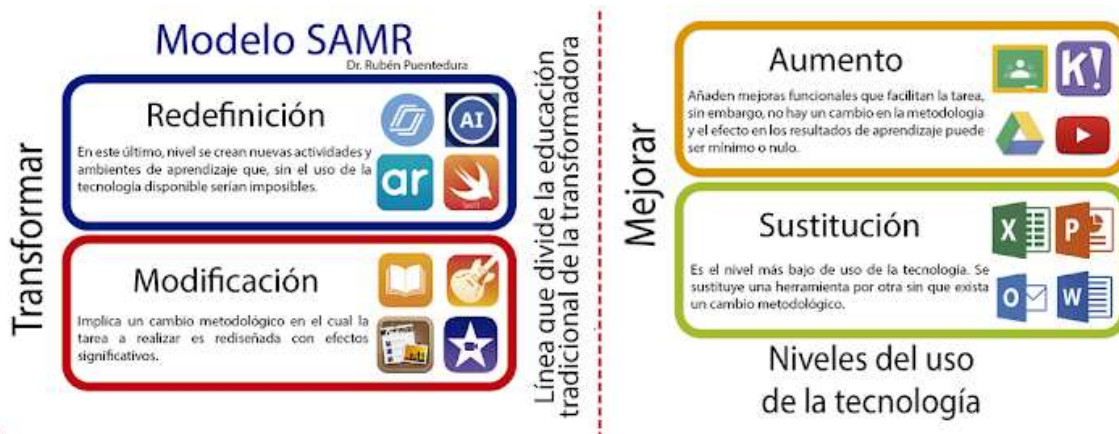 Modelo SAMR
Dr. Rubén Puentedura
Transformar
Redefinición
En este último, nivel se crean nuevas actividades y
ambientes de aprendizaje que, sin el uso de la
tecnología disponible serían imposibles.
AI
ar
Swift
Modificación
Implica un cambio metodológico en el cual la
tarea a realizar es rediseñada con efectos
significativos.
Línea que divide la educación
tradicional de la transformadora
Mejorar
Aumento
Añaden mejoras funcionales que facilitan la tarea,
sin embargo, no hay un cambio en la metodología
y el efecto en los resultados de aprendizaje puede
ser mínimo o nulo.
K!
Sustitución
Es el nivel más bajo de uso de la tecnología. Se
sustituye una herramienta por otra sin que exista
un cambio metodológico.
X
P
O
W
Niveles del uso
de la tecnología